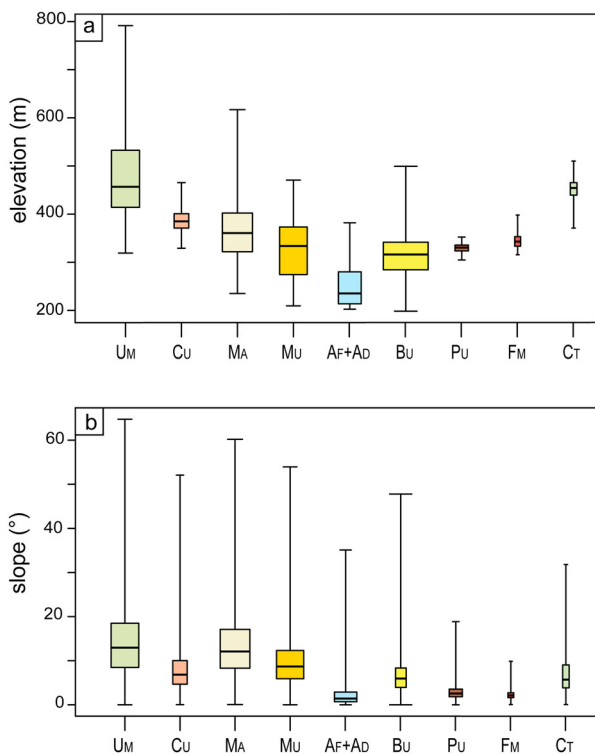 a
800
600
400
200
elevation (m)
UM CU MA MU AF+AD BU PU FM CT
b
60
40
20
0
slope (°)
UM CU MA MU AF+AD BU PU FM CT